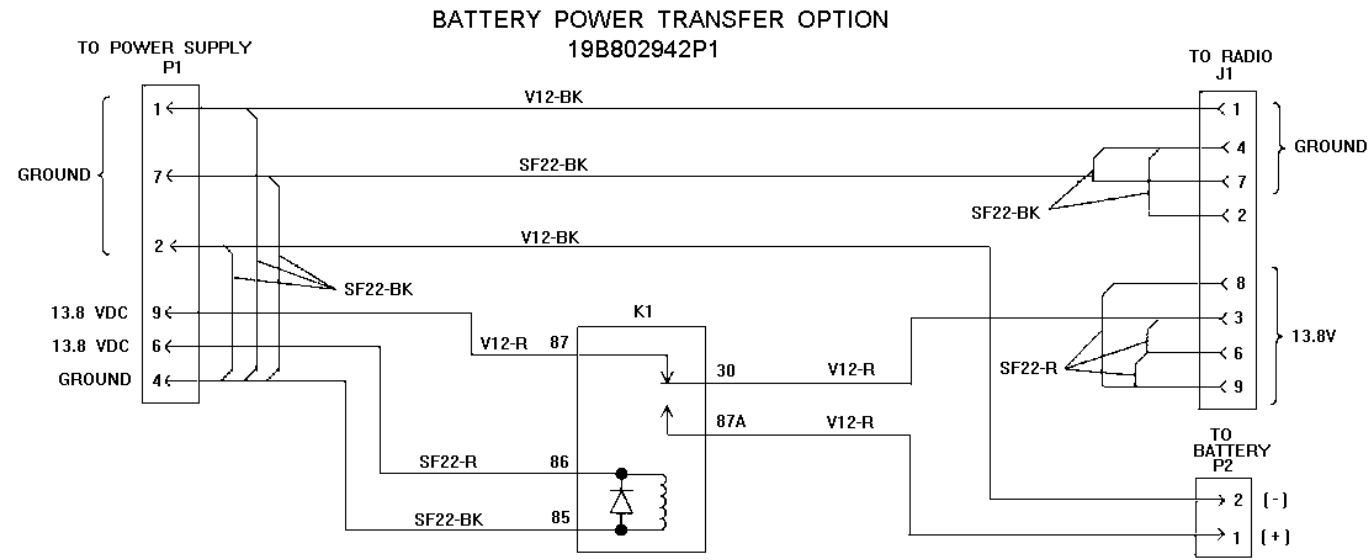 BATTERY POWER TRANSFER OPTION
19B802942P1
TO POWER SUPPLY
P1
TO RADIO
J1
1
V12-BK
1
4
GROUND
GROUND
7
SF22-BK
7
SF22-BK
2
2
V12-BK
SF22-BK
8
13.8 VDC
9
K1
3
13.8V
13.8 VDC
6
V12-R
87
6
SF22-R
GROUND
4
30
V12-R
9
87A
V12-R
TO
BATTERY
P2
SF22-R
86
2 (-)
SF22-BK
85
1 (+)